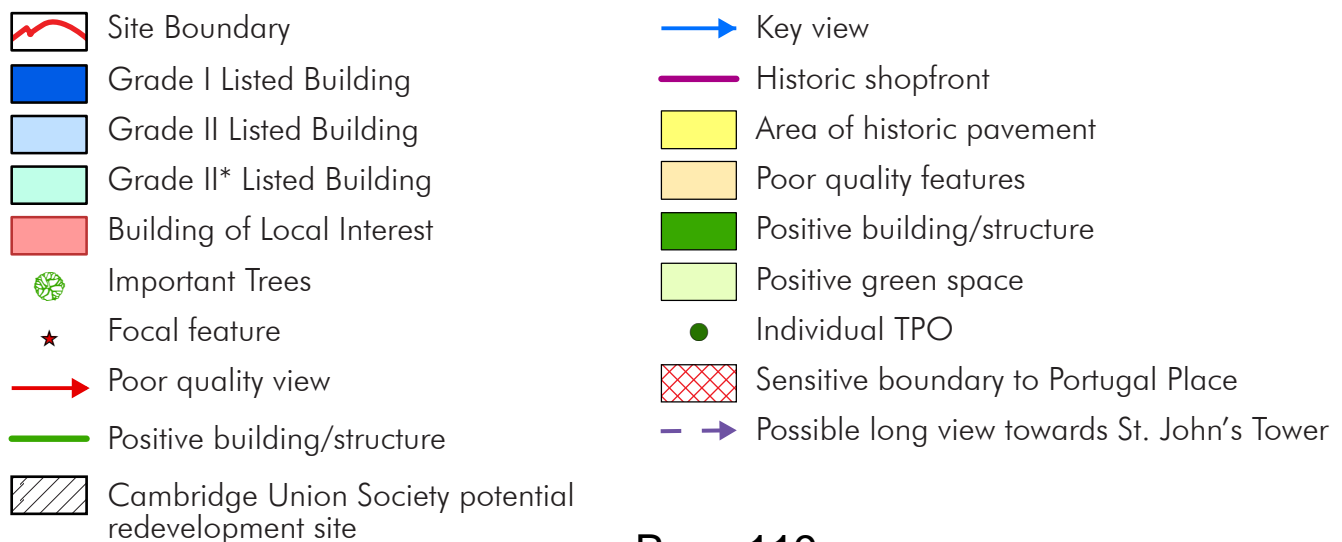 Site Boundary
Grade I Listed Building
Grade II Listed Building
Grade II* Listed Building
Building of Local Interest
Important Trees
Focal feature
Poor quality view
Positive building/structure
Cambridge Union Society potential
redevelopment site
Key view
Historic shopfront
Area of historic pavement
Poor quality features
Positive building/structure
Positive green space
Individual TPO
Sensitive boundary to Portugal Place
Possible long view towards St. John's Tower